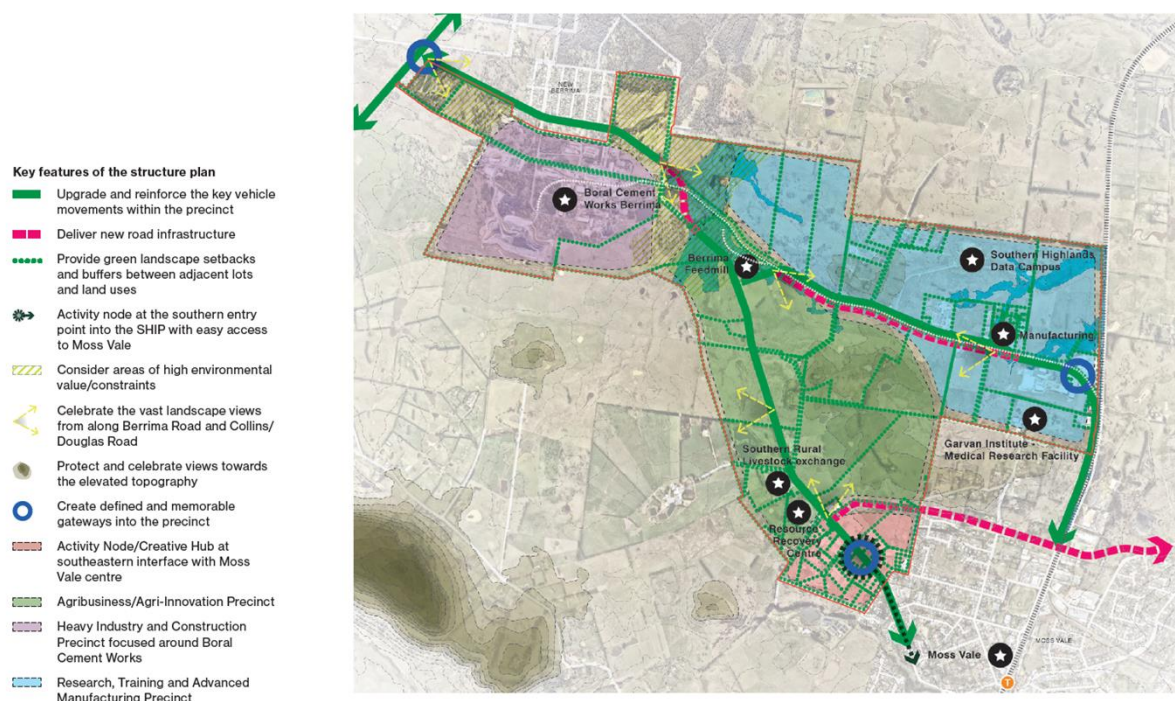 Key features of the structure plan
Upgrade and reinforce the key vehicle
movements within the precinct
Deliver new road infrastructure
Provide green landscape setbacks
and buffers between adjacent lots
and land uses
Activity node at the southern entry
point into the SHIP with easy access
to Moss Vale
Consider areas of high environmental
value/constraints
Celebrate the vast landscape views
from along Berrima Road and Collins/
Douglas Road
Protect and celebrate views towards
the elevated topography
Create defined and memorable
gateways into the precinct
Activity Node/Creative Hub at
southeastern interface with Moss
Vale centre
Agribusiness/Agri-Innovation Precinct
Heavy Industry and Construction
Precinct focused around Boral
Cement Works
Research, Training and Advanced
Manufacturing Precinct
NEW
BERRIMA
Boral Cement
Works Berrima
Berrima
Feedmill
Southern Highlands
Data Campus
Manufacturing
Garvan Institute -
Medical Research Facility
Southern Rural
Livestock exchange
Resource
Recovery
Centre
Moss Vale
MOSS VALE
T